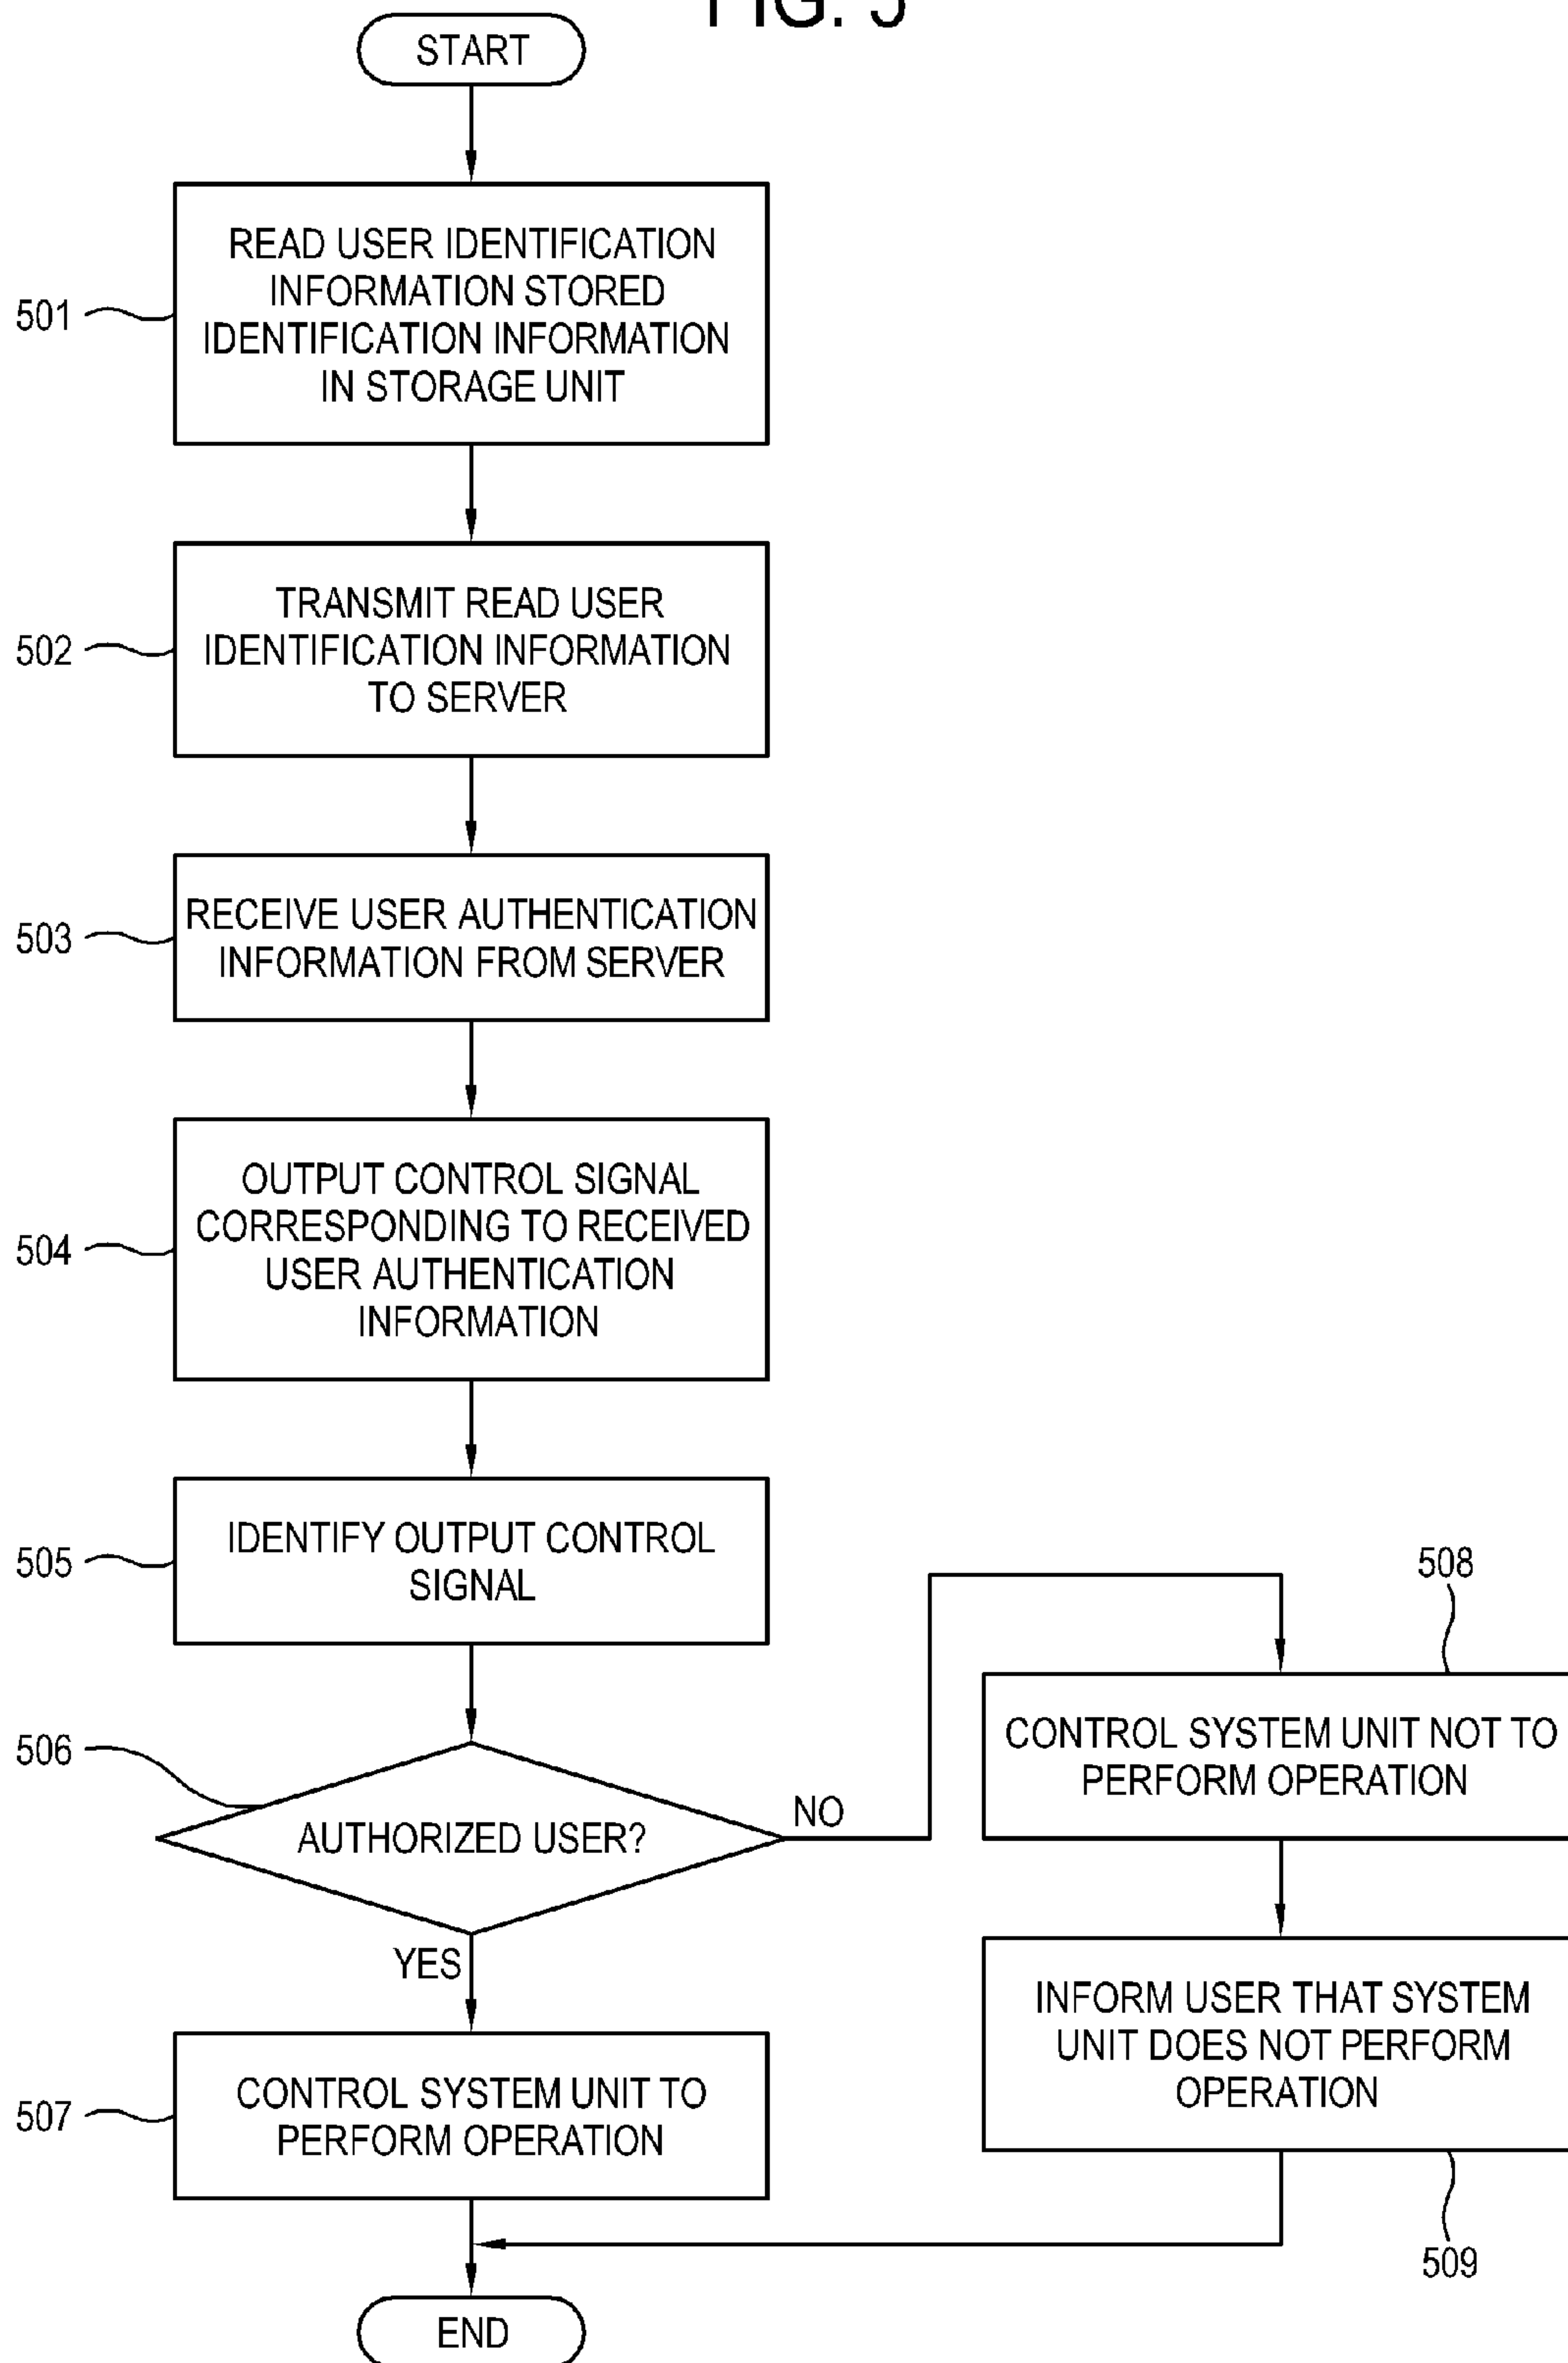 FIG. 5
START
501
READ USER IDENTIFICATION
INFORMATION STORED
IDENTIFICATION INFORMATION
IN STORAGE UNIT
502
TRANSMIT READ USER
IDENTIFICATION INFORMATION
TO SERVER
503
RECEIVE USER AUTHENTICATION
INFORMATION FROM SERVER
504
OUTPUT CONTROL SIGNAL
CORRESPONDING TO RECEIVED
USER AUTHENTICATION
INFORMATION
505
IDENTIFY OUTPUT CONTROL
SIGNAL
506
AUTHORIZED USER?
NO
YES
507
CONTROL SYSTEM UNIT TO
PERFORM OPERATION
508
CONTROL SYSTEM UNIT NOT TO
PERFORM OPERATION
INFORM USER THAT SYSTEM
UNIT DOES NOT PERFORM
OPERATION
509
END